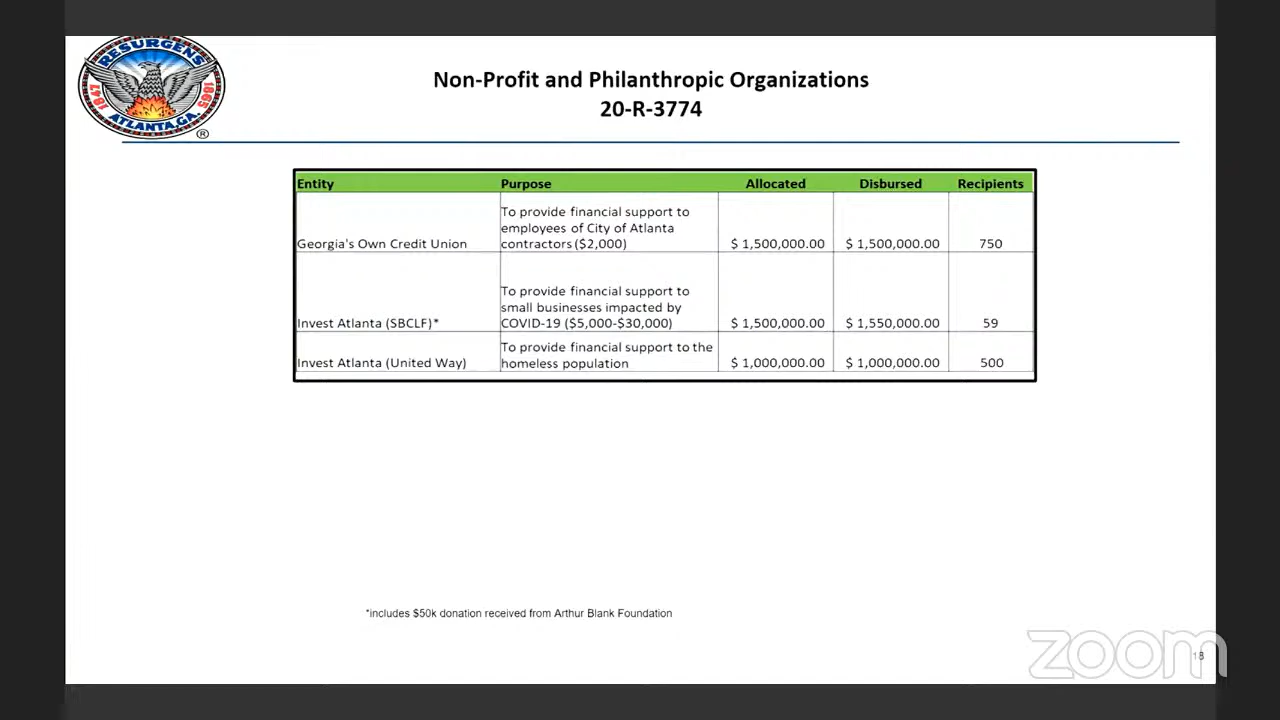 RESURGENS
1847 1865
ATLANTA, GA.
®
Non-Profit and Philanthropic Organizations
20-R-3774
Entity Purpose Allocated Disbursed Recipients
To provide financial support to
employees of City of Atlanta
Georgia's Own Credit Union contractors ($2,000) $ 1,500,000.00 $ 1,500,000.00 750
To provide financial support to
small businesses impacted by
Invest Atlanta (SBCLF)* COVID-19 ($5,000-$30,000) $ 1,500,000.00 $ 1,550,000.00 59
To provide financial support to the
Invest Atlanta (United Way) homeless population $ 1,000,000.00 $ 1,000,000.00 500
*includes $50k donation received from Arthur Blank Foundation
zoom
18